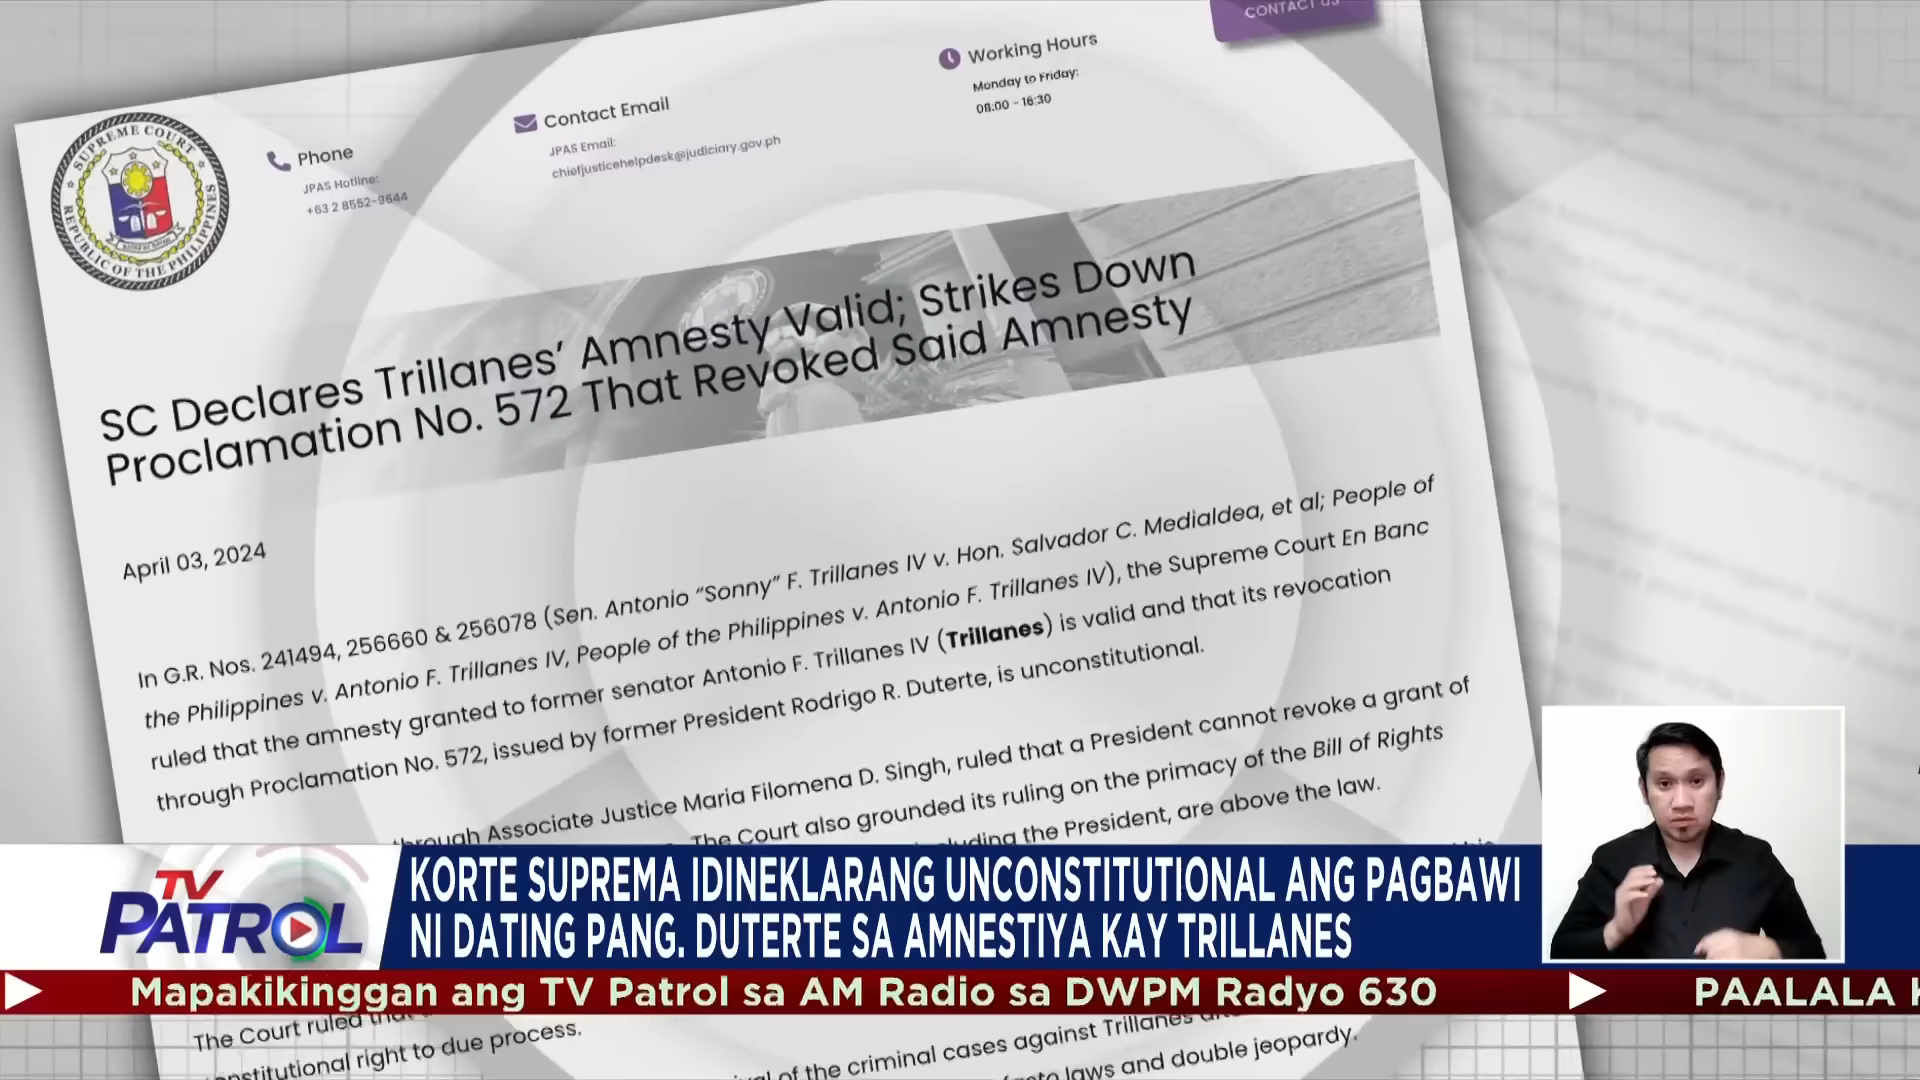 CONTACT US
Working Hours
Monday to Friday:
08:00 - 16:30
Contact Email
JPAS Email:
chiefjusticehelpdesk@judiciary.gov.ph
Phone
JPAS Hotline:
+63 2 8552-9644
SUPREME COURT
REPUBLIC OF THE PHILIPPINES
SC Declares Trillanes’ Amnesty Valid; Strikes Down
Proclamation No. 572 That Revoked Said Amnesty
April 03, 2024
In G.R. Nos. 241494, 256660 & 256078 (Sen. Antonio “Sonny” F. Trillanes IV v. Hon. Salvador C. Medialdea, et al; People of
the Philippines v. Antonio F. Trillanes IV, People of the Philippines v. Antonio F. Trillanes IV), the Supreme Court En Banc
ruled that the amnesty granted to former senator Antonio F. Trillanes IV (Trillanes) is valid and that its revocation
through Proclamation No. 572, issued by former President Rodrigo R. Duterte, is unconstitutional.
through Associate Justice Maria Filomena D. Singh, ruled that a President cannot revoke a grant of
The Court also grounded its ruling on the primacy of the Bill of Rights
the President, are above the law.
TV
PATROL
KORTE SUPREMA IDINEKLARANG UNCONSTITUTIONAL ANG PAGBAWI
NI DATING PANG. DUTERTE SA AMNESTIYA KAY TRILLANES
Mapakikinggan ang TV Patrol sa AM Radio sa DWPM Radyo 630
PAALALA
The Court ruled
right to due process.
of the criminal cases against Trillanes
laws and double jeopardy.